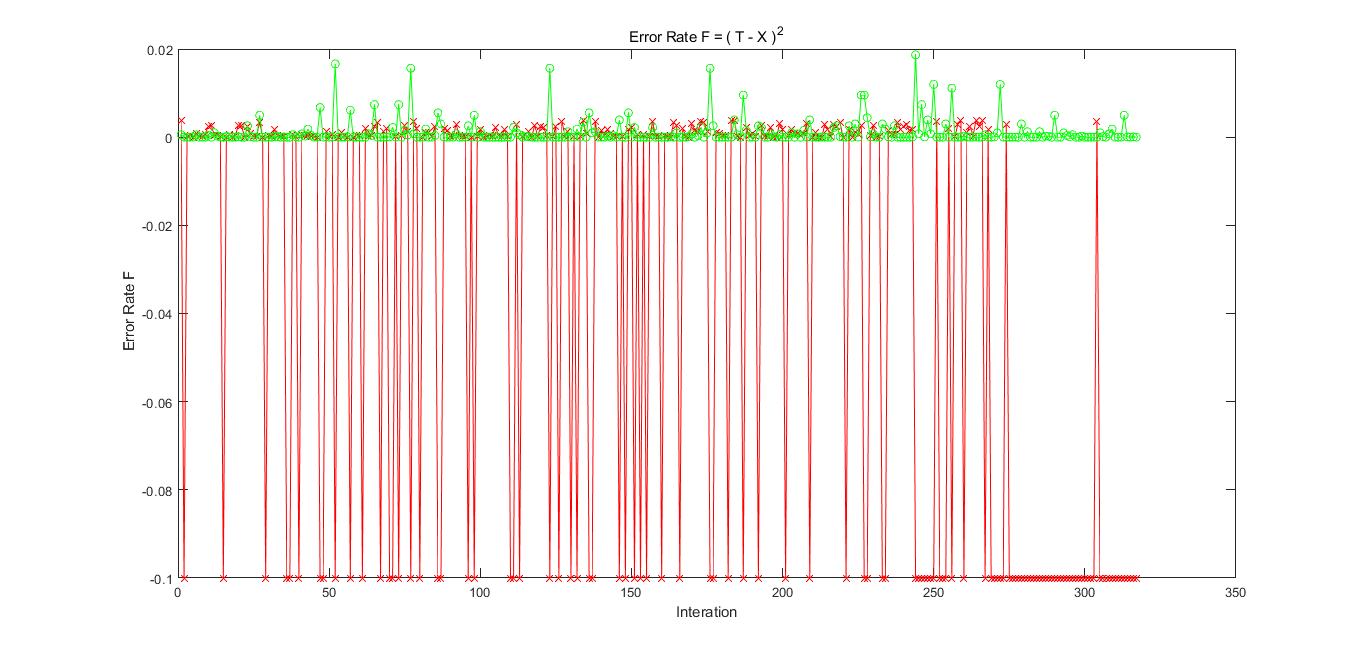 Error Rate F = ( T - X )2
0.02
0
-0.02
-0.04
-0.06
-0.08
-0.1
Error Rate F
0 50 100 150 200 250 300 350
Interation